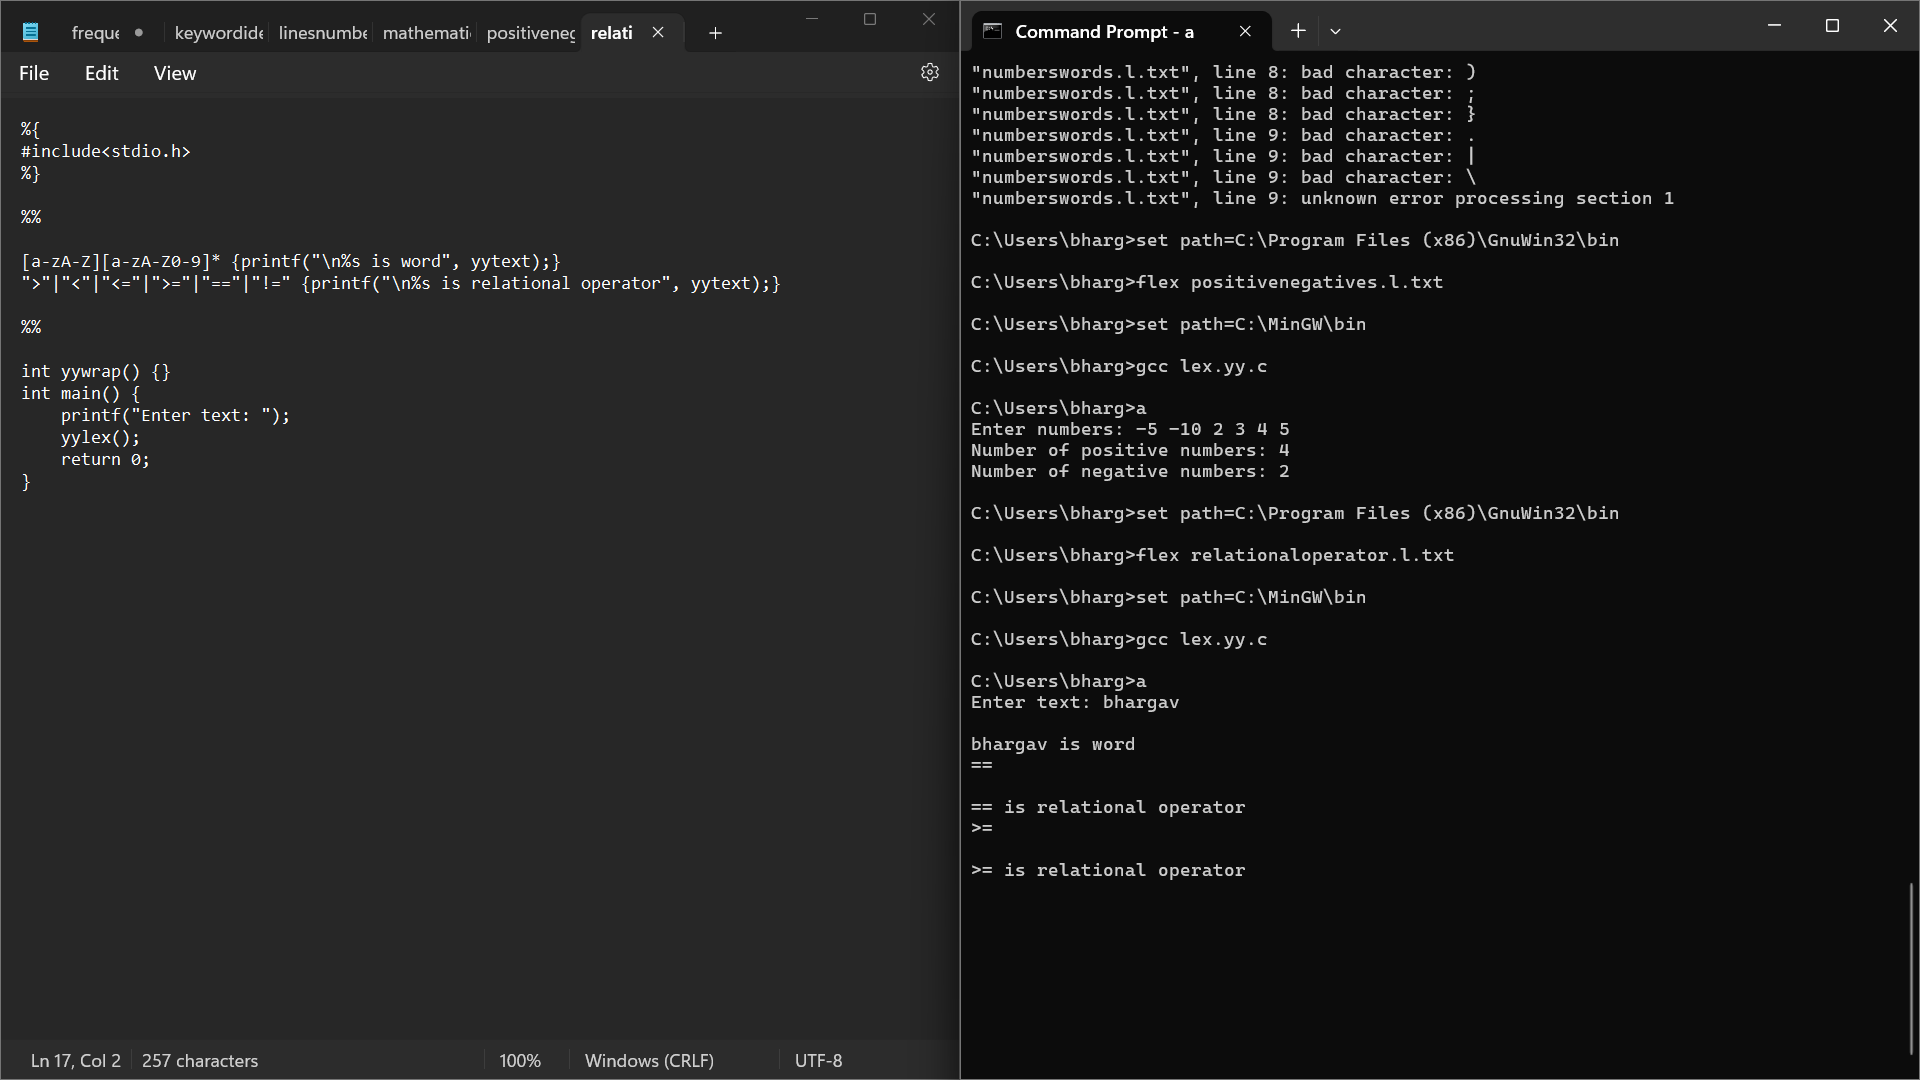 freque
keywordide
linesnumbe
mathemati
positiveneg
relati
File Edit View
%{
#include<stdio.h>
%}
%%
[a-zA-Z][a-zA-Z0-9]* {printf("\n%s is word", yytext);}
">"|"<"|"<="|">="|"=="|"!=" {printf("\n%s is relational operator", yytext);}
%%
int yywrap() {}
int main() {
    printf("Enter text: ");
    yylex();
    return 0;
}
Ln 17, Col 2 257 characters 100% Windows (CRLF) UTF-8
Command Prompt - a
"numberswords.l.txt", line 8: bad character: )
"numberswords.l.txt", line 8: bad character: ;
"numberswords.l.txt", line 8: bad character: }
"numberswords.l.txt", line 9: bad character: .
"numberswords.l.txt", line 9: bad character: |
"numberswords.l.txt", line 9: bad character: \
"numberswords.l.txt", line 9: unknown error processing section 1
C:\Users\bharg>set path=C:\Program Files (x86)\GnuWin32\bin
C:\Users\bharg>flex positivenegatives.l.txt
C:\Users\bharg>set path=C:\MinGW\bin
C:\Users\bharg>gcc lex.yy.c
C:\Users\bharg>a
Enter numbers: -5 -10 2 3 4 5
Number of positive numbers: 4
Number of negative numbers: 2
C:\Users\bharg>set path=C:\Program Files (x86)\GnuWin32\bin
C:\Users\bharg>flex relationaloperator.l.txt
C:\Users\bharg>set path=C:\MinGW\bin
C:\Users\bharg>gcc lex.yy.c
C:\Users\bharg>a
Enter text: bhargav
bhargav is word
==
== is relational operator
>=
>= is relational operator